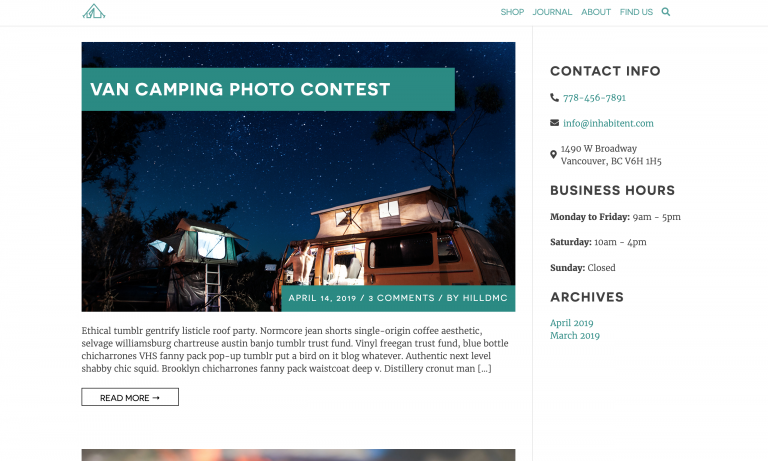 SHOP JOURNAL ABOUT FIND US
VAN CAMPING PHOTO CONTEST
APRIL 14, 2019 / 3 COMMENTS / BY HILLDMC
Ethical tumblr gentrify listicle roof party. Normcore jean shorts single-origin coffee aesthetic,
selvage williamsburg chartreuse austin banjo tumblr trust fund. Vinyl freegan trust fund, blue bottle
chicharrones VHS fanny pack pop-up tumblr put a bird on it blog whatever. Authentic next level
shabby chic squid. Brooklyn chicharrones fanny pack waistcoat deep v. Distillery cronut man [...]
READ MORE →
CONTACT INFO
778-456-7891
info@inhabitent.com
1490 W Broadway
Vancouver, BC V6H 1H5
BUSINESS HOURS
Monday to Friday: 9am - 5pm
Saturday: 10am - 4pm
Sunday: Closed
ARCHIVES
April 2019
March 2019